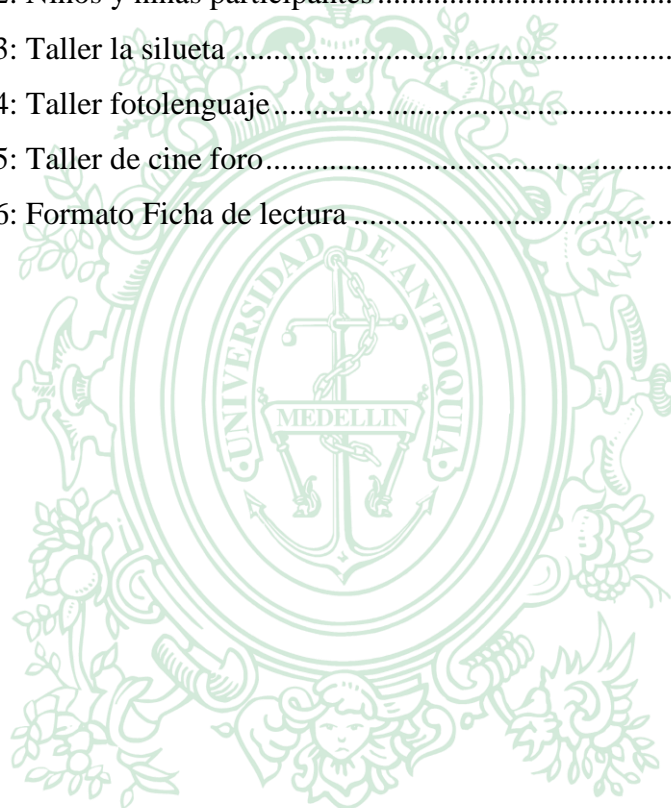 2: Niños y niñas participantes
3: Taller la silueta
4: Taller fotolenguaje
5: Taller de cine foro
6: Formato Ficha de lectura
UNIVERSIDAD DE ANTIOQUIA
MEDELLIN